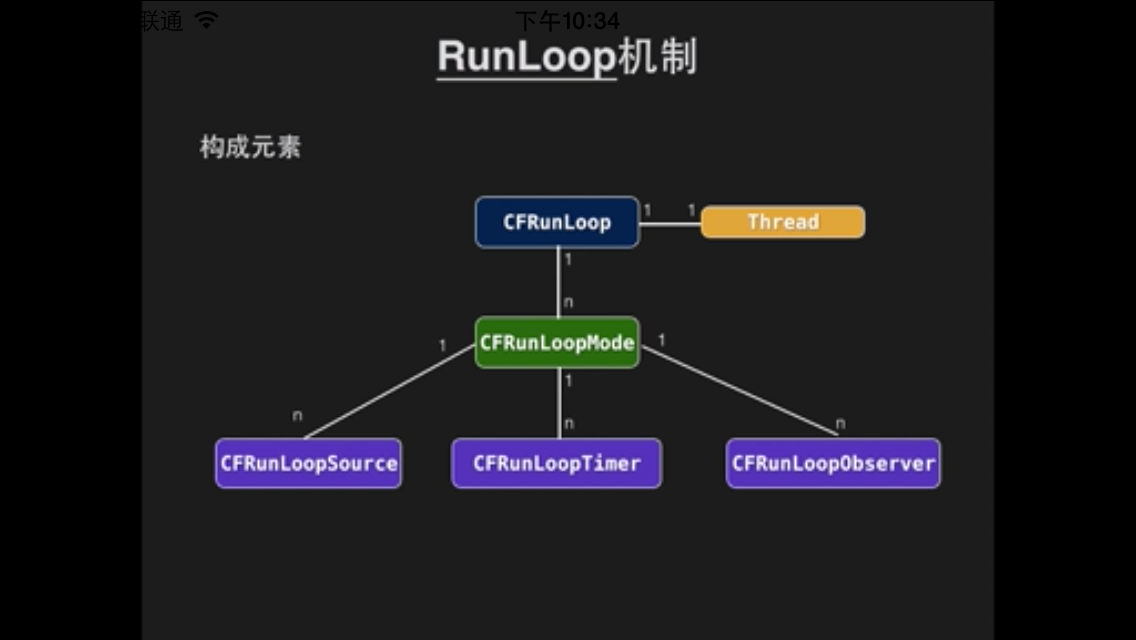 联通 下午10:34
RunLoop机制
构成元素
CFRunLoop 1 1 Thread
1
n
1 CFRunLoopMode 1
1
n n n
CFRunLoopSource CFRunLoopTimer CFRunLoopObserver